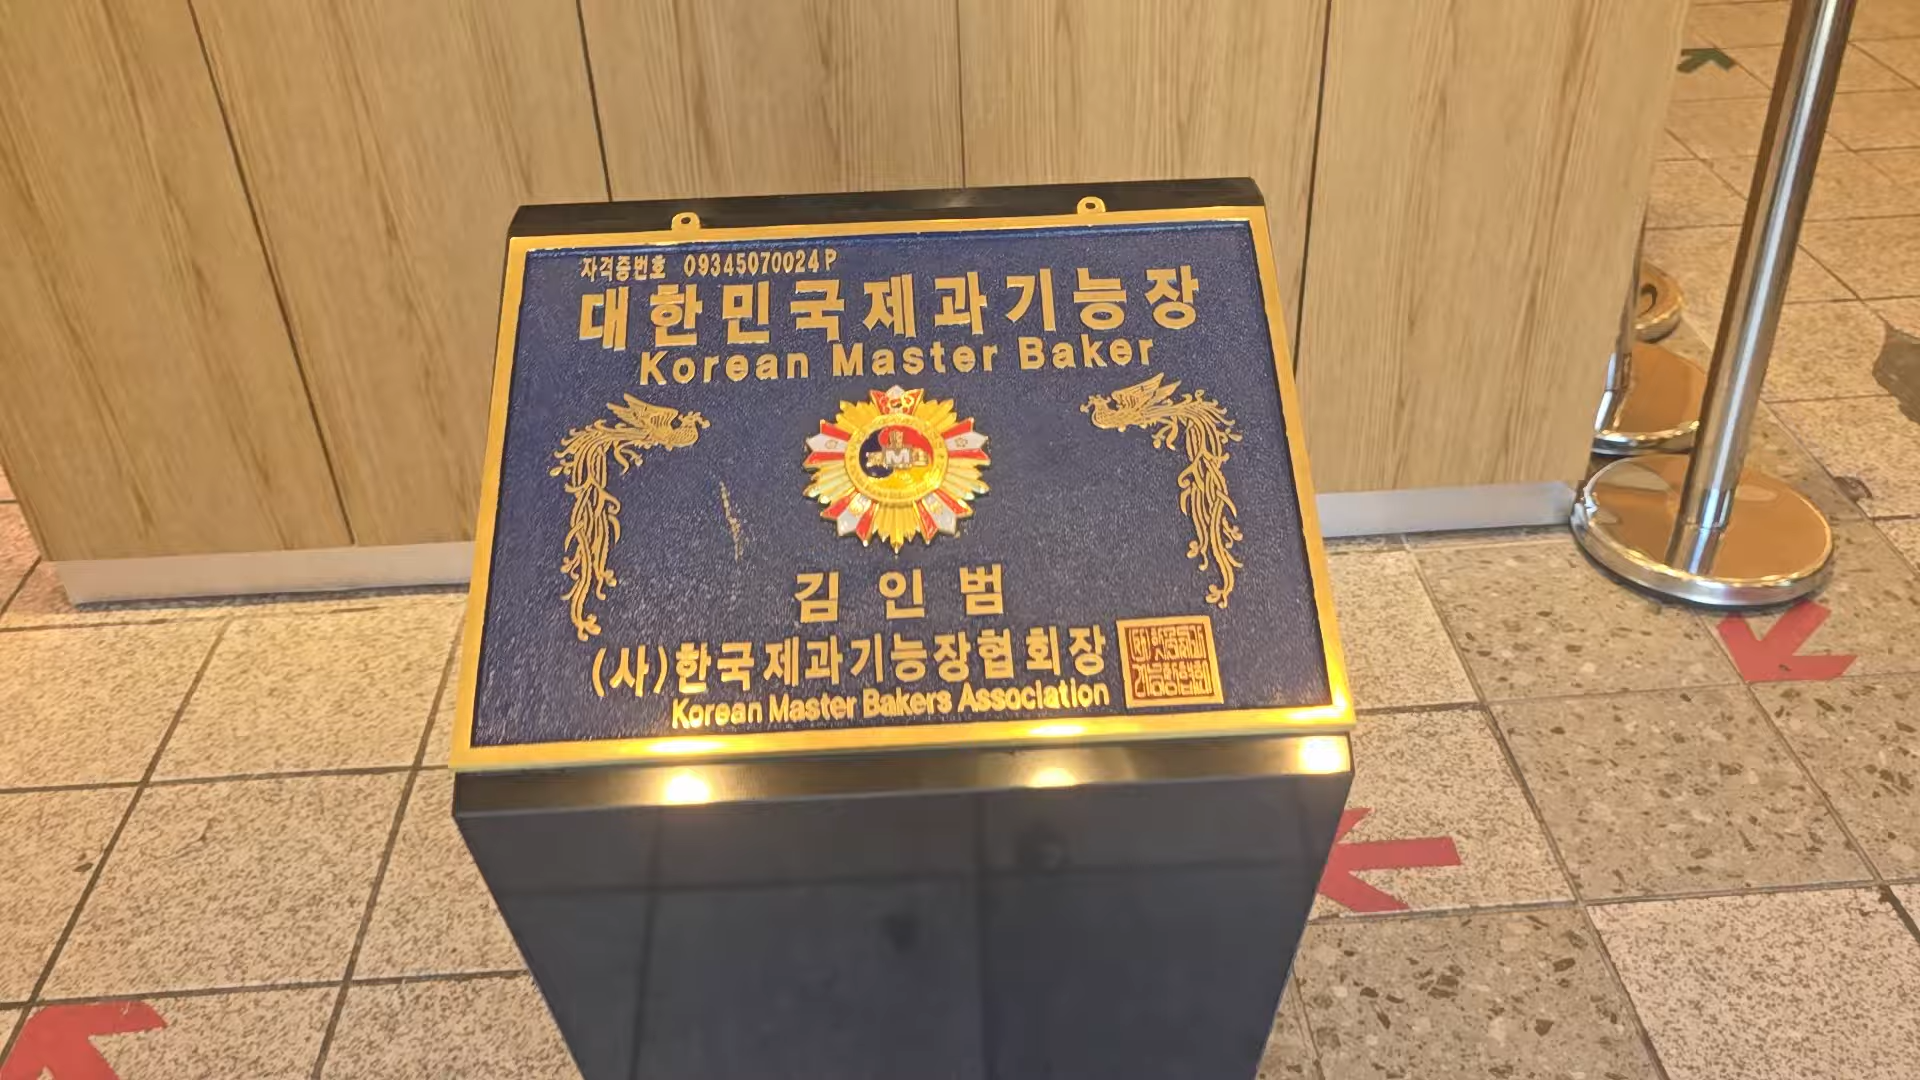 자격증번호 09345070024P
대한민국제과기능장
Korean Master Baker
M
김인범
(사)한국제과기능장협회장
Korean Master Bakers Association